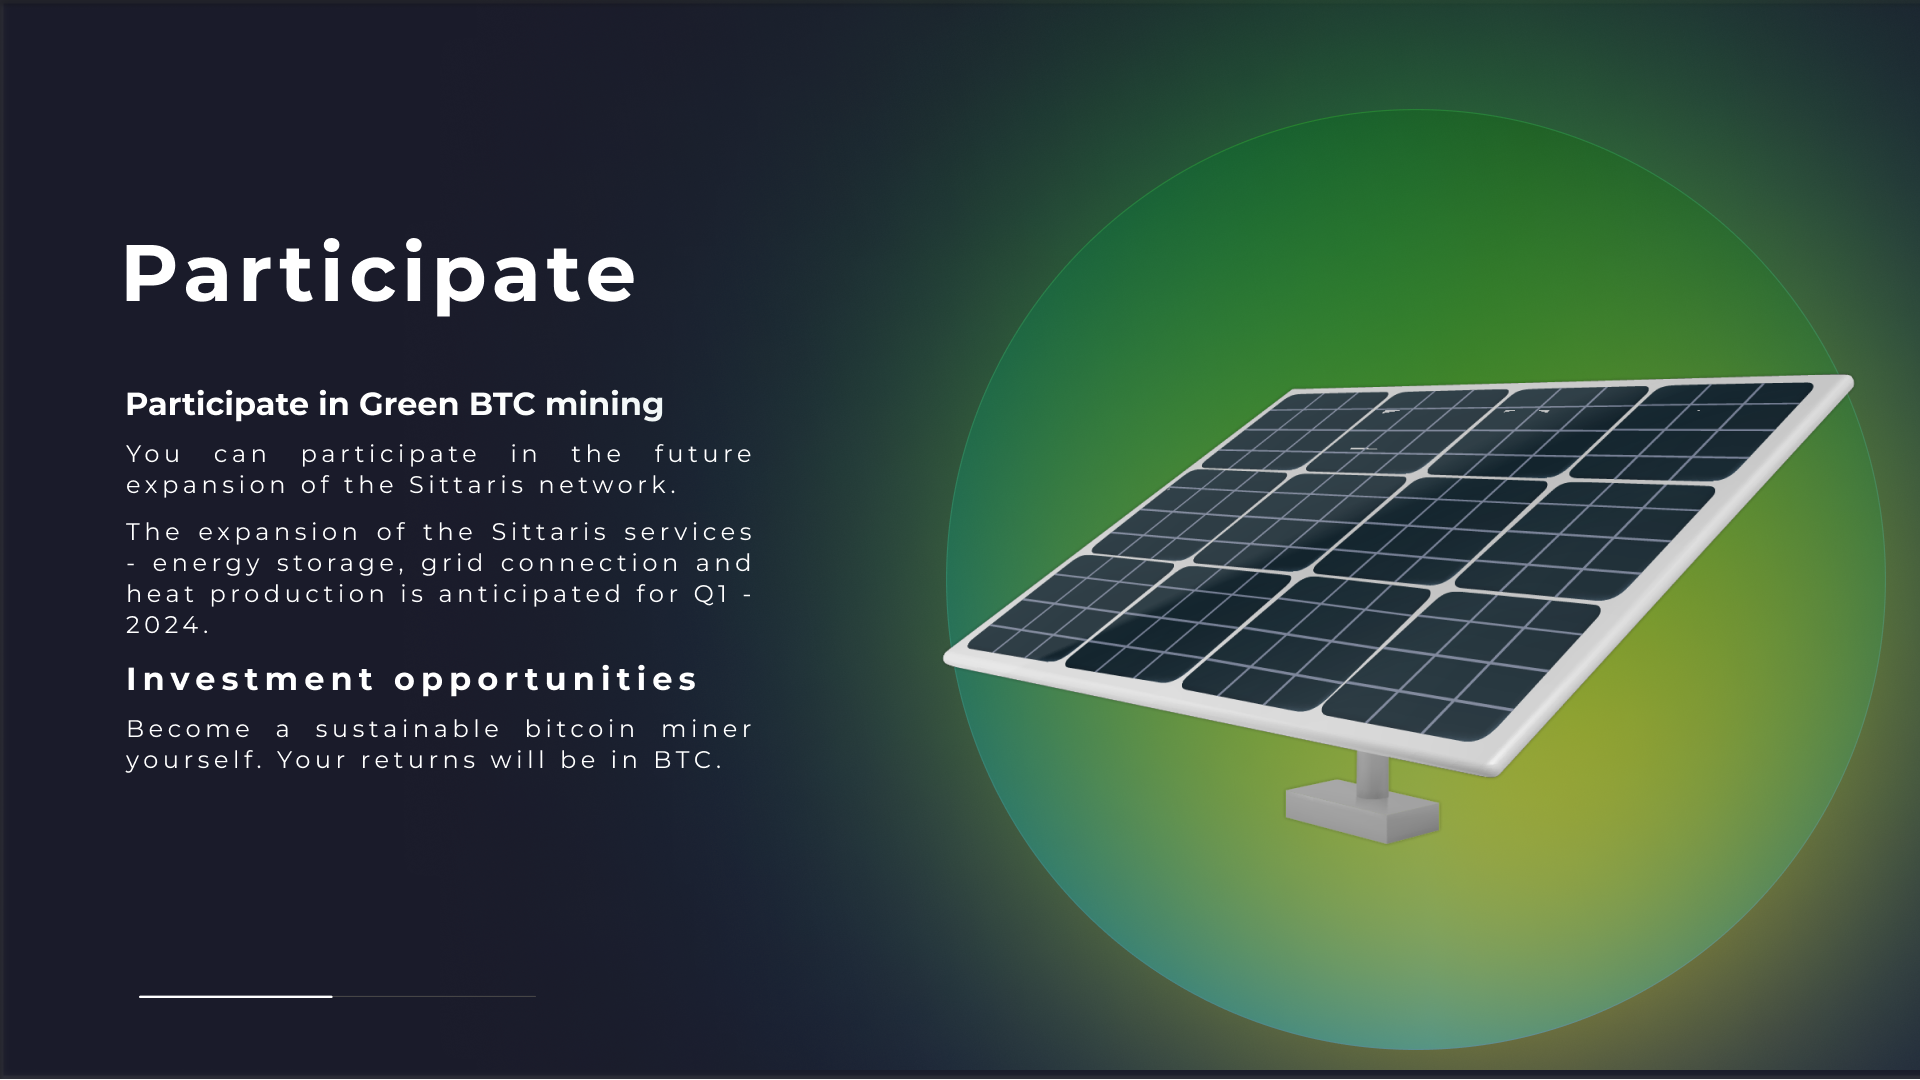 Participate
Participate in Green BTC mining
You can participate in the future
expansion of the Sittaris network.
The expansion of the Sittaris services
- energy storage, grid connection and
heat production is anticipated for Q1 -
2024.
Investment opportunities
Become a sustainable bitcoin miner
yourself. Your returns will be in BTC.